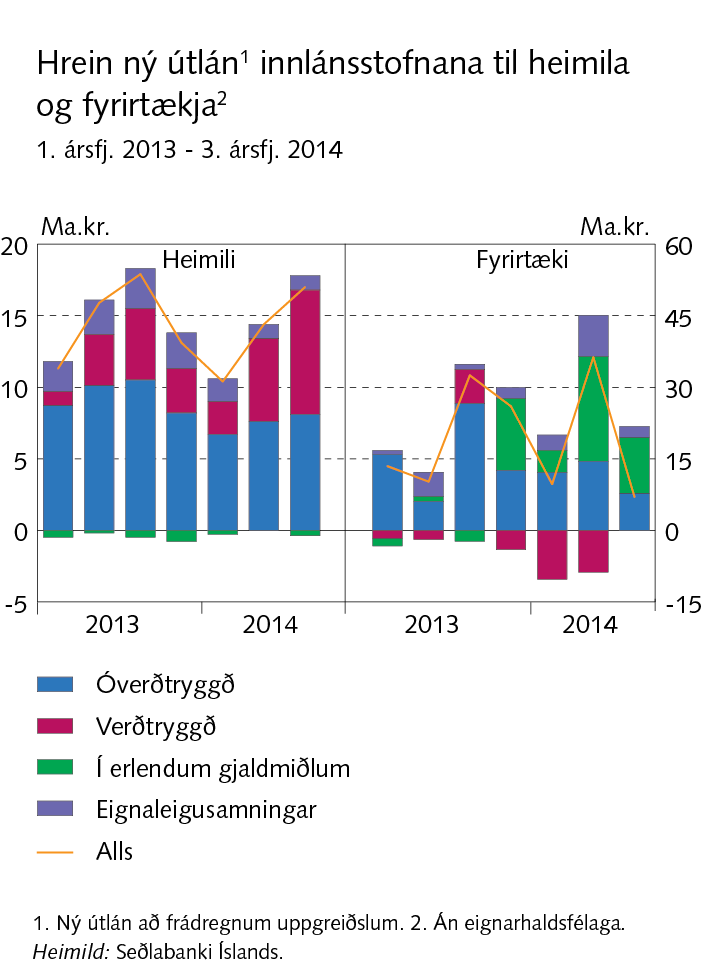 Hrein ný útlán¹ innlánsstofnana til heimila
og fyrirtækja²
1. ársfj. 2013 - 3. ársfj. 2014
Ma.kr. Ma.kr.
20 Heimili Fyrirtæki 60
15 45
10 30
5 15
0 0
-5 -15
2013 2014 2013 2014
Óverðtryggð
Verðtryggð
Í erlendum gjaldmiðlum
Eignaleigusamningar
Alls
1. Ný útlán að frádregnum uppgreiðslum. 2. Án eignarhaldsfélaga.
Heimild: Seðlabanki Íslands.